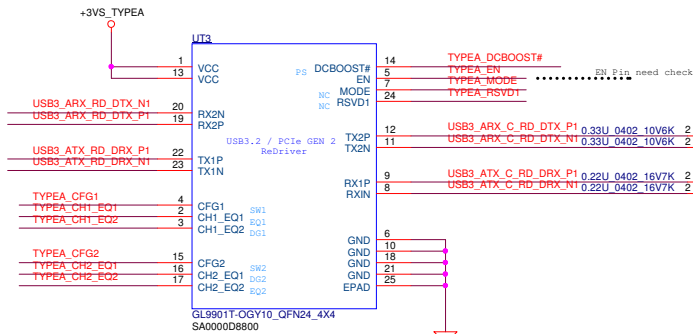 +3VS_TYPEA
UT3
1 VCC
13 VCC
PS DCBOOST# 14 TYPEA_DCBOOST#
EN 5 TYPEA_EN EN Pin need check
NC MODE 7 TYPEA_MODE
NC RSVD1 24 TYPEA_RSVD1
USB3_ARX_RD_DTX_N1 20 RX2N
USB3_ARX_RD_DTX_P1 19 RX2P
USB3.2 / PCIe GEN 2
ReDriver
TX2P 12 USB3_ARX_C_RD_DTX_P1 0.33U_0402_10V6K 2
TX2N 11 USB3_ARX_C_RD_DTX_N1 0.33U_0402_10V6K 2
USB3_ATX_RD_DRX_P1 22 TX1P
USB3_ATX_RD_DRX_N1 23 TX1N
RX1P 9 USB3_ATX_C_RD_DRX_P1 0.22U_0402_16V7K 2
RXIN 8 USB3_ATX_C_RD_DRX_N1 0.22U_0402_16V7K 2
TYPEA_CFG1 4 CFG1 SW1
TYPEA_CH1_EQ1 2 CH1_EQ1 EQ1
TYPEA_CH1_EQ2 3 CH1_EQ2 DG1
TYPEA_CFG2 15 CFG2 SW2
TYPEA_CH2_EQ1 16 CH2_EQ1 DG2
TYPEA_CH2_EQ2 17 CH2_EQ2 EQ2
GND 6
GND 10
GND 18
GND 21
EPAD 25
GL9901T-OGY10_QFN24_4X4
SA0000D8800